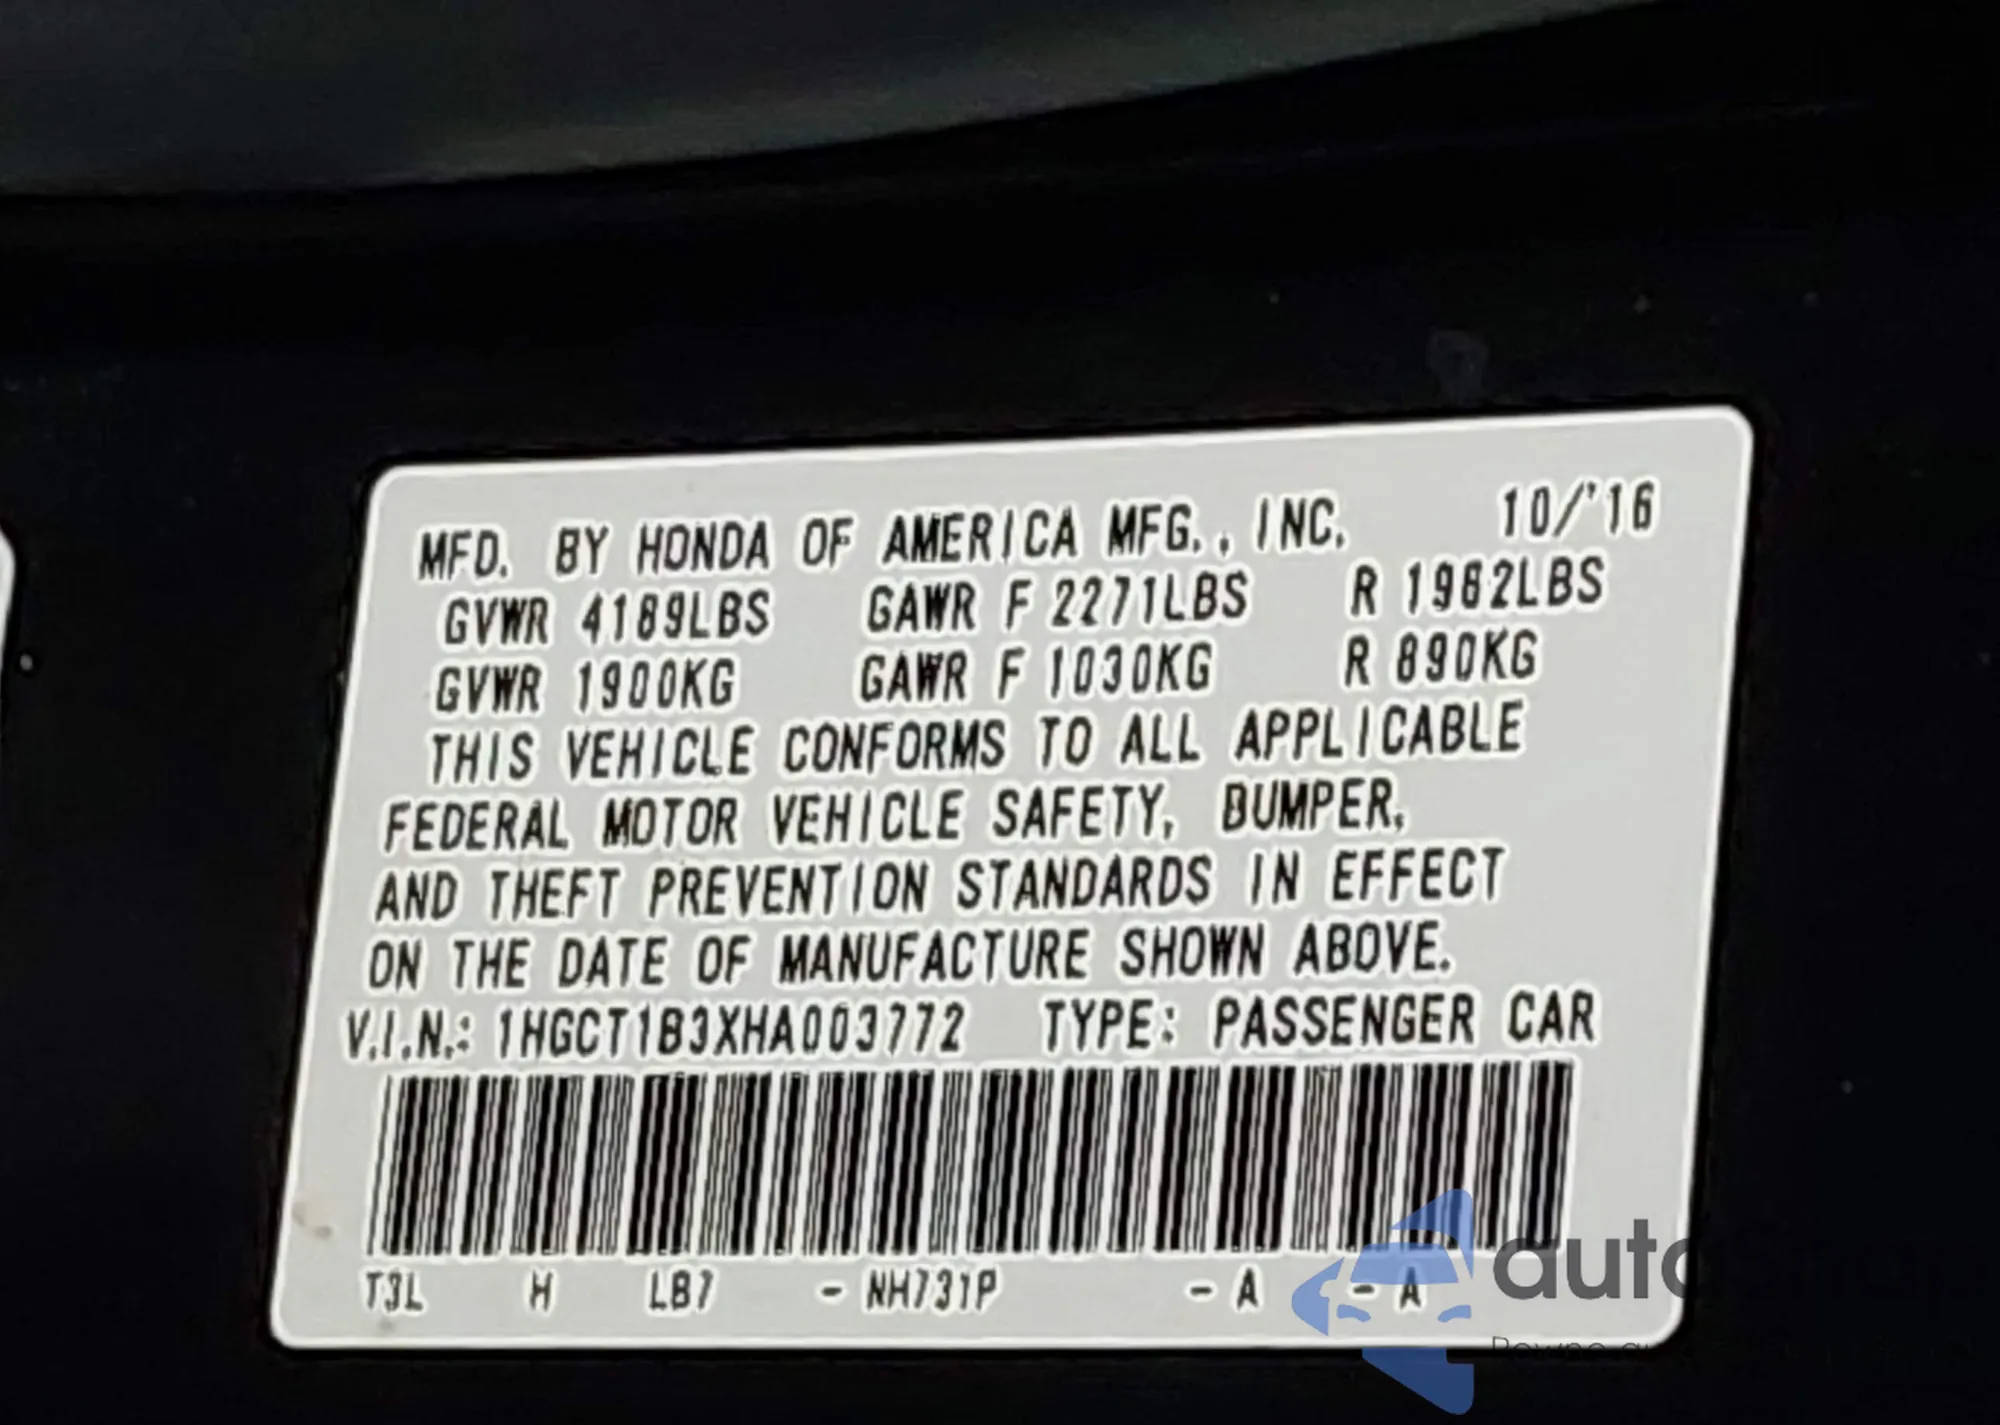 MFD. BY HONDA OF AMERICA MFG., INC. 10/'16
GVWR 4189LBS GAWR F 2271LBS R 1962LBS
GVWR 1900KG GAWR F 1030KG R 890KG
THIS VEHICLE CONFORMS TO ALL APPLICABLE
FEDERAL MOTOR VEHICLE SAFETY, BUMPER,
AND THEFT PREVENTION STANDARDS IN EFFECT
ON THE DATE OF MANUFACTURE SHOWN ABOVE.
V.I.N.: 1HGCT1B3XHA003772 TYPE: PASSENGER CAR
T3L H LB7 - NH731P - A - A
auto